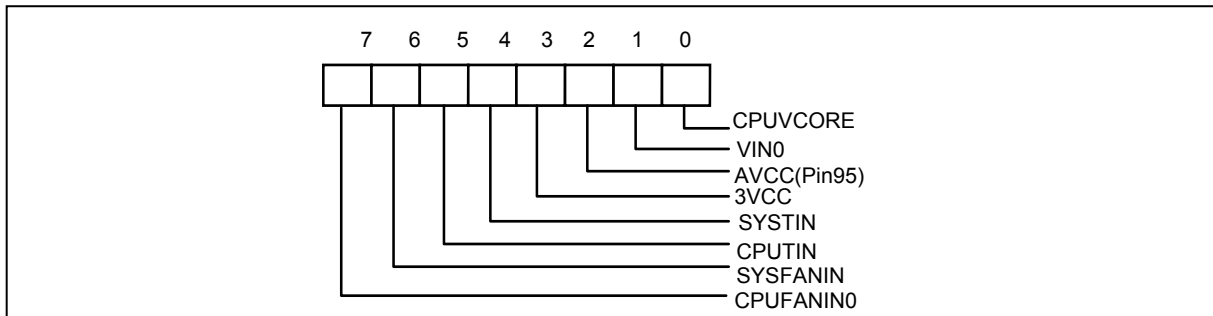 7 6 5 4 3 2 1 0
CPUVCORE
VIN0
AVCC(Pin95)
3VCC
SYSTIN
CPUTIN
SYSFANIN
CPUFANIN0